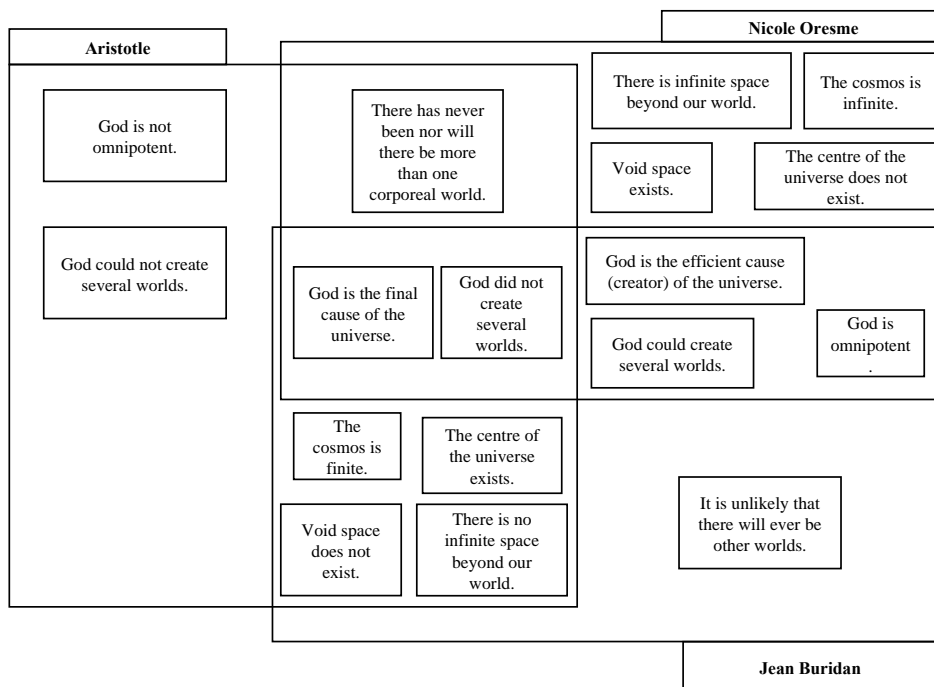 Nicole Oresme
Aristotle
God is not
omnipotent.
There has never
been nor will
there be more
than one
corporeal world.
There is infinite space
beyond our world.
The cosmos is
infinite.
Void space
exists.
The centre of the
universe does not
exist.
God could not create
several worlds.
God is the final
cause of the
universe.
God did not
create
several
worlds.
God is the efficient cause
(creator) of the universe.
God could create
several worlds.
God is
omnipotent
.
The
cosmos is
finite.
The centre of
the universe
exists.
Void space
does not
exist.
There is no
infinite space
beyond our
world.
It is unlikely that
there will ever be
other worlds.
Jean Buridan